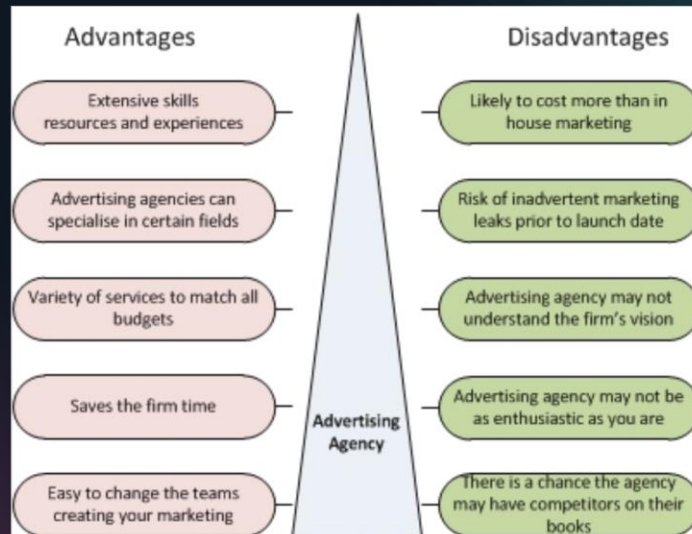 Advantages
Disadvantages
Extensive skills
resources and experiences
Likely to cost more than in
house marketing
Advertising agencies can
specialise in certain fields
Risk of inadvertent marketing
leaks prior to launch date
Variety of services to match all
budgets
Advertising agency may not
understand the firm's vision
Saves the firm time
Advertising
Agency
Advertising agency may not be
as enthusiastic as you are
Easy to change the teams
creating your marketing
There is a chance the agency
may have competitors on their
books